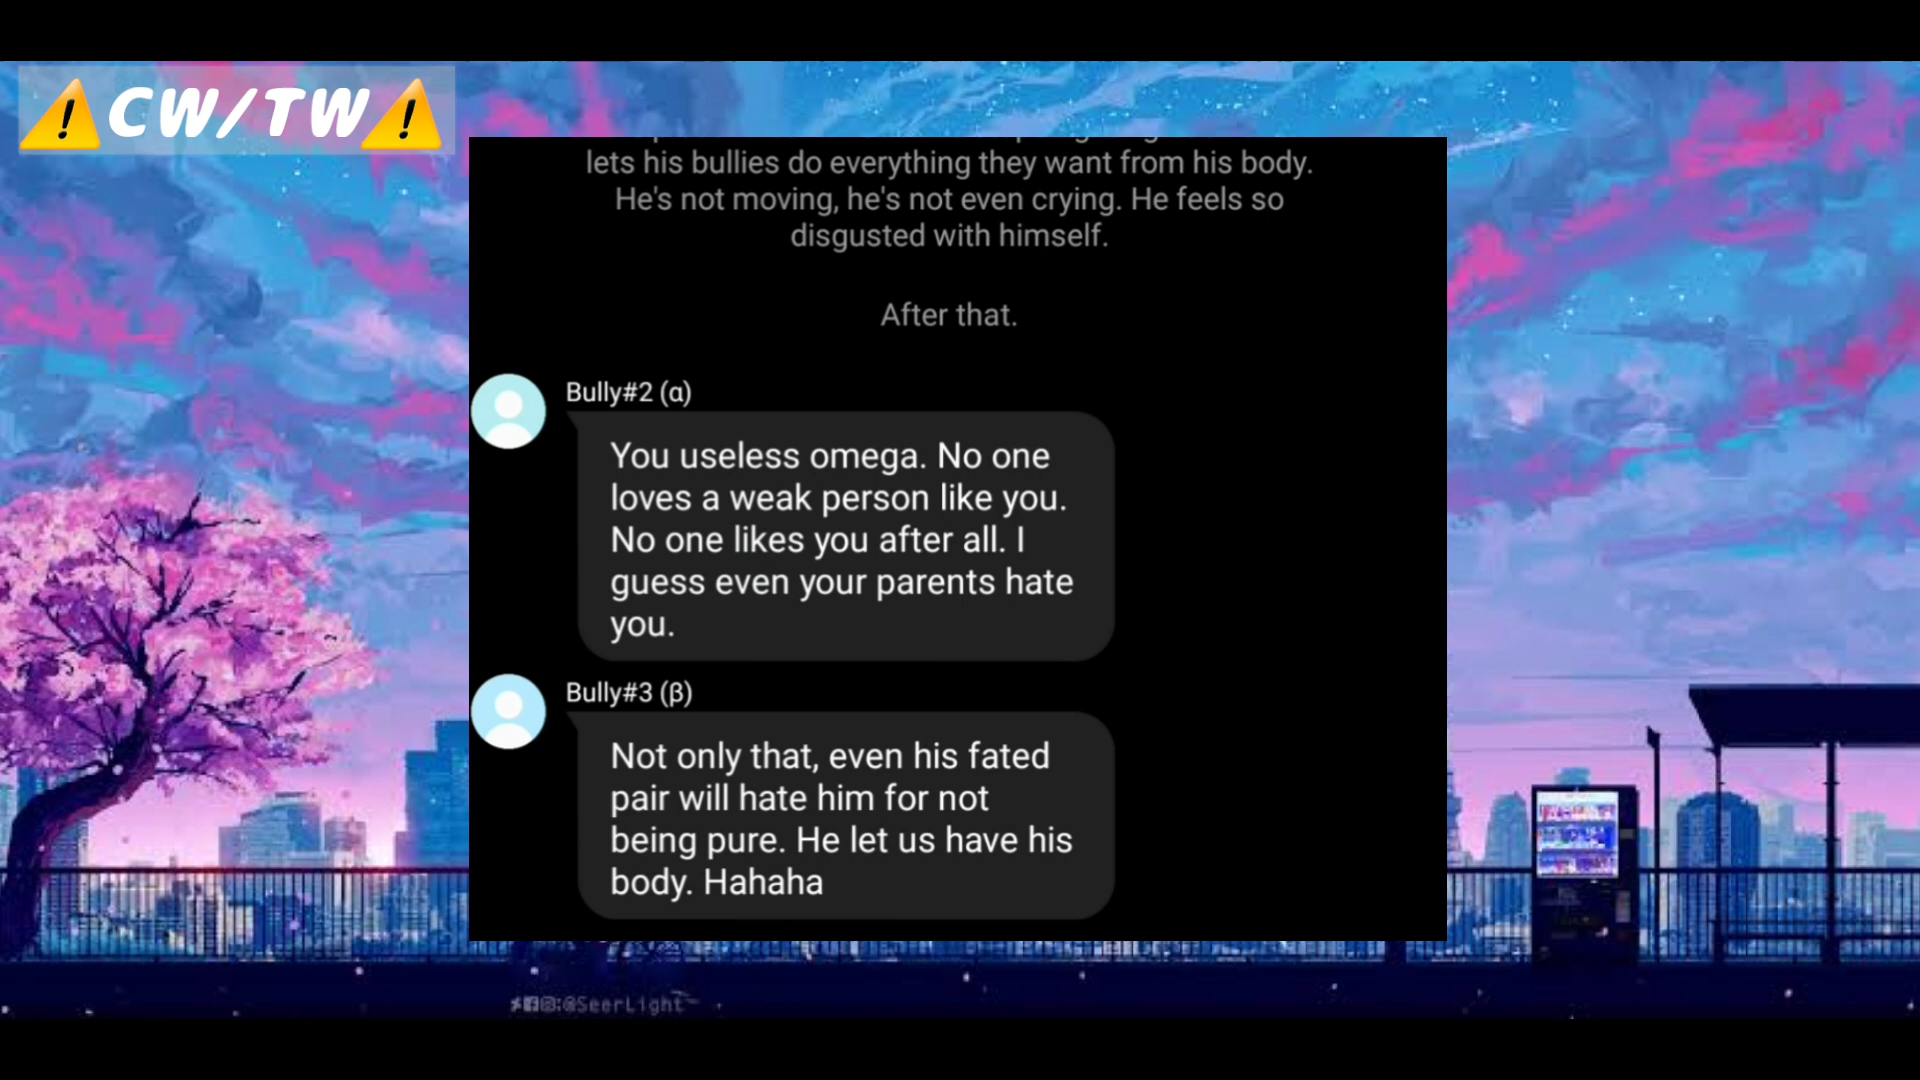 ⚠️CW/TW⚠️
lets his bullies do everything they want from his body.
He's not moving, he's not even crying. He feels so
disgusted with himself.
After that.
Bully#2 (α)
You useless omega. No one
loves a weak person like you.
No one likes you after all. I
guess even your parents hate
you.
Bully#3 (β)
Not only that, even his fated
pair will hate him for not
being pure. He let us have his
body. Hahaha
@SeerLight